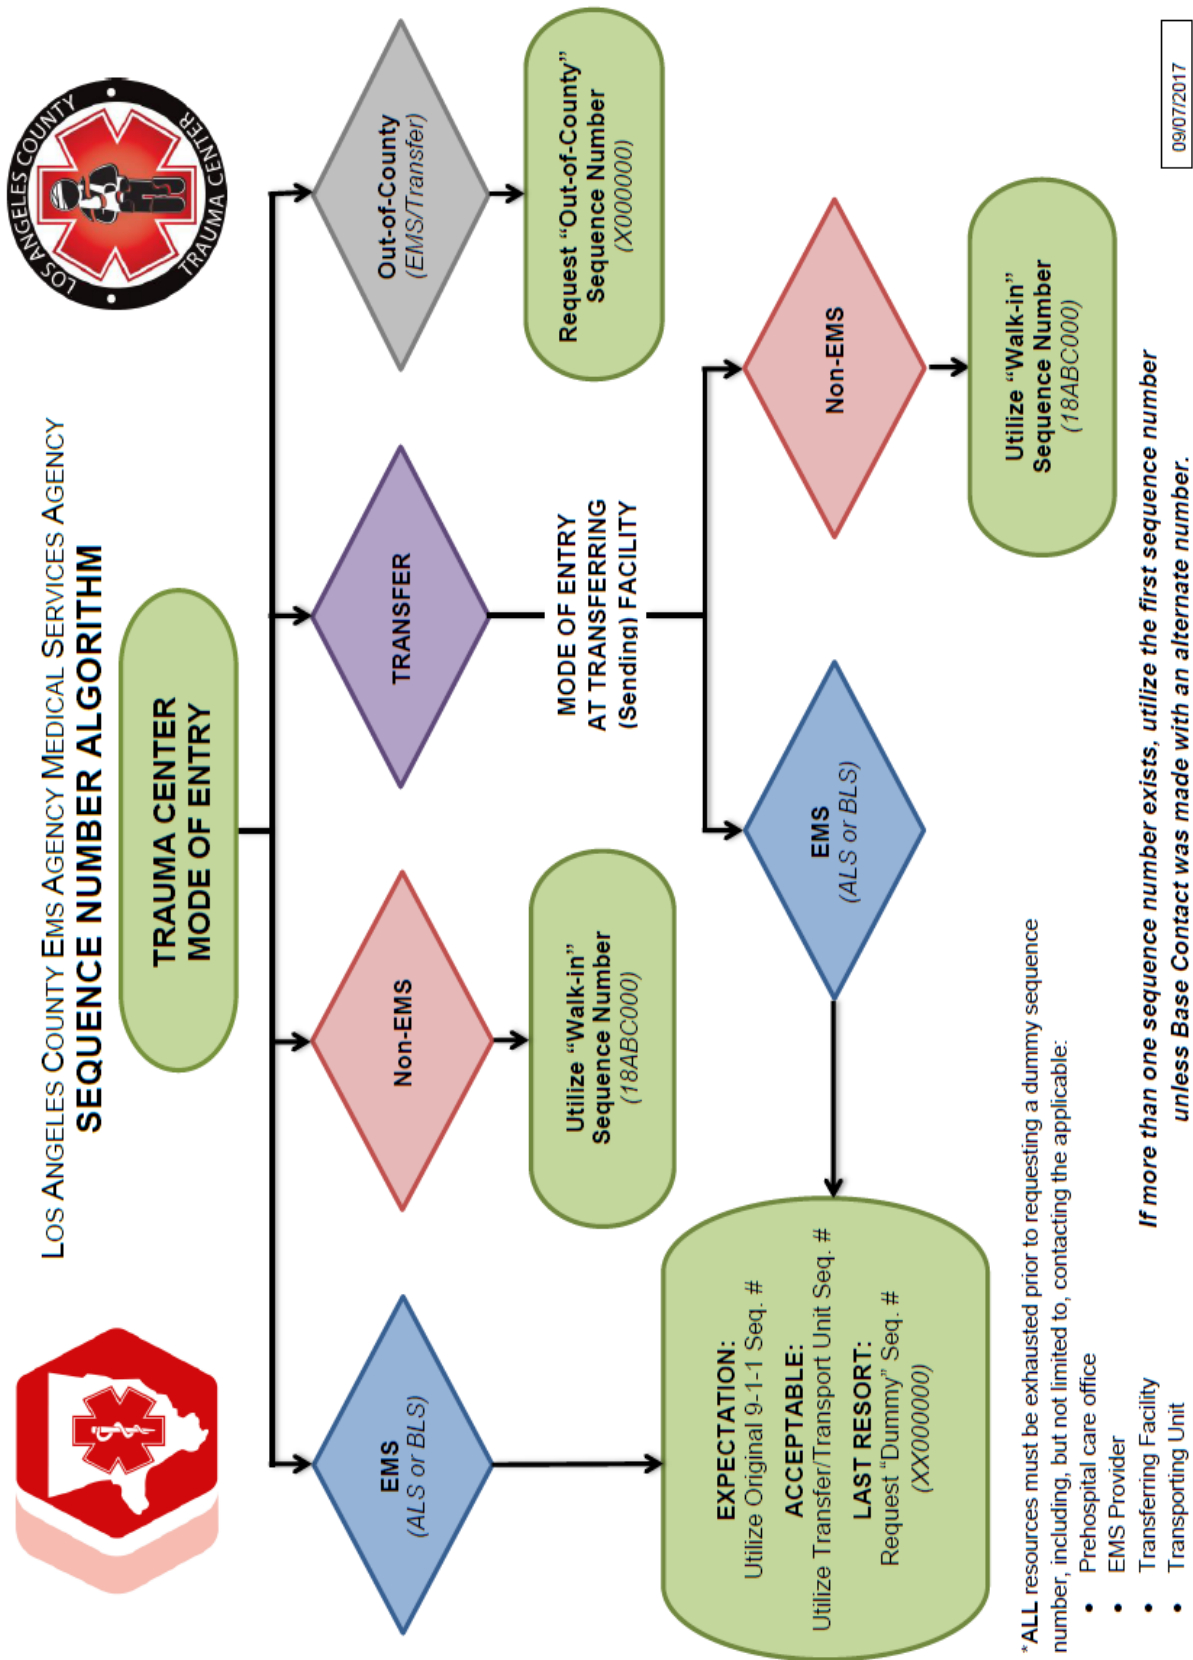 LOS ANGELES COUNTY
TRAUMA CENTER
LOS ANGELES COUNTY EMS AGENCY MEDICAL SERVICES AGENCY
SEQUENCE NUMBER ALGORITHM
TRAUMA CENTER
MODE OF ENTRY
EMS
(ALS or BLS)
Non-EMS
TRANSFER
Out-of-County
(EMS/Transfer)
Utilize “Walk-in”
Sequence Number
(18ABC000)
Request “Out-of-County”
Sequence Number
(X000000)
MODE OF ENTRY
AT TRANSFERRING
(Sending) FACILITY
EMS
(ALS or BLS)
Non-EMS
EXPECTATION:
Utilize Original 9-1-1 Seq. #
ACCEPTABLE:
Utilize Transfer/Transport Unit Seq. #
LAST RESORT:
Request “Dummy” Seq. #
(XX000000)
Utilize “Walk-in”
Sequence Number
(18ABC000)
*ALL resources must be exhausted prior to requesting a dummy sequence
number, including, but not limited to, contacting the applicable:
• Prehospital care office
• EMS Provider
• Transferring Facility
• Transporting Unit
If more than one sequence number exists, utilize the first sequence number
unless Base Contact was made with an alternate number.
09/07/2017